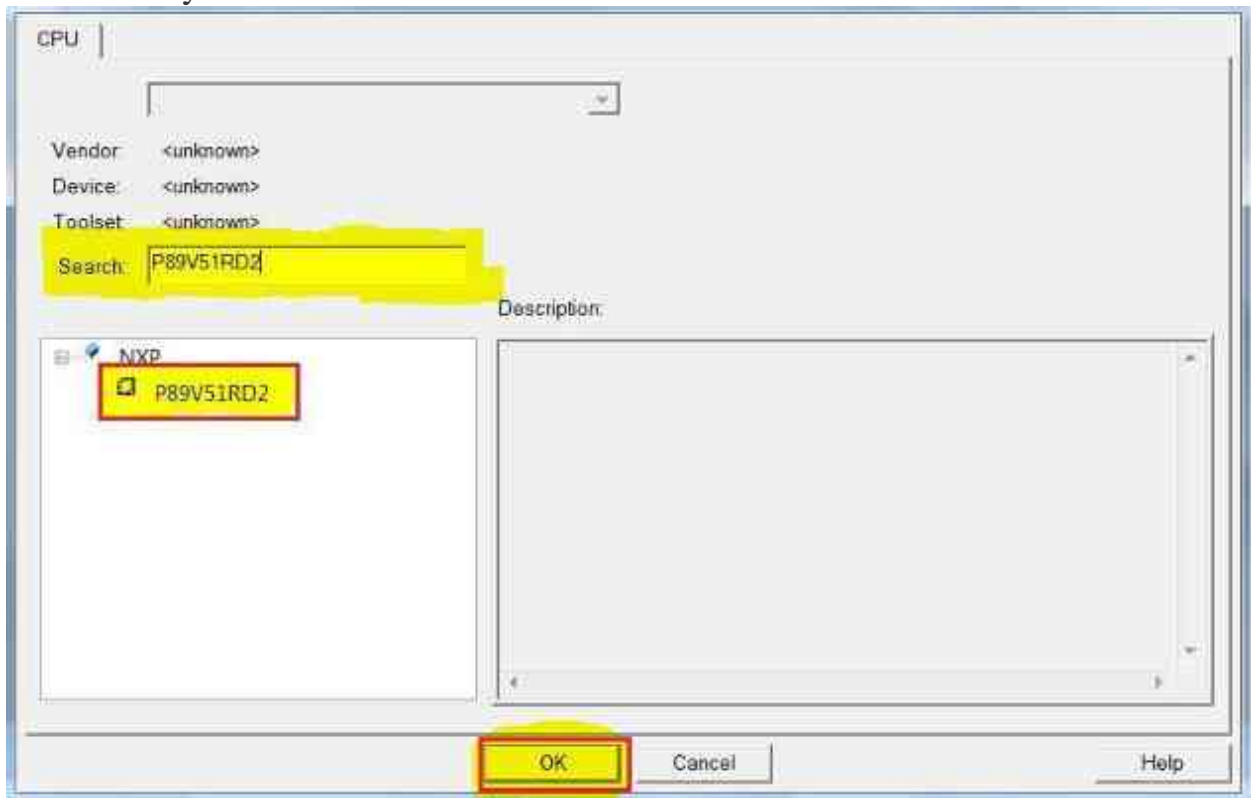 CPU
Vendor: <unknown>
Device: <unknown>
Toolset: <unknown>
Search: P89V51RD2
Description:
NXP
P89V51RD2
OK Cancel Help